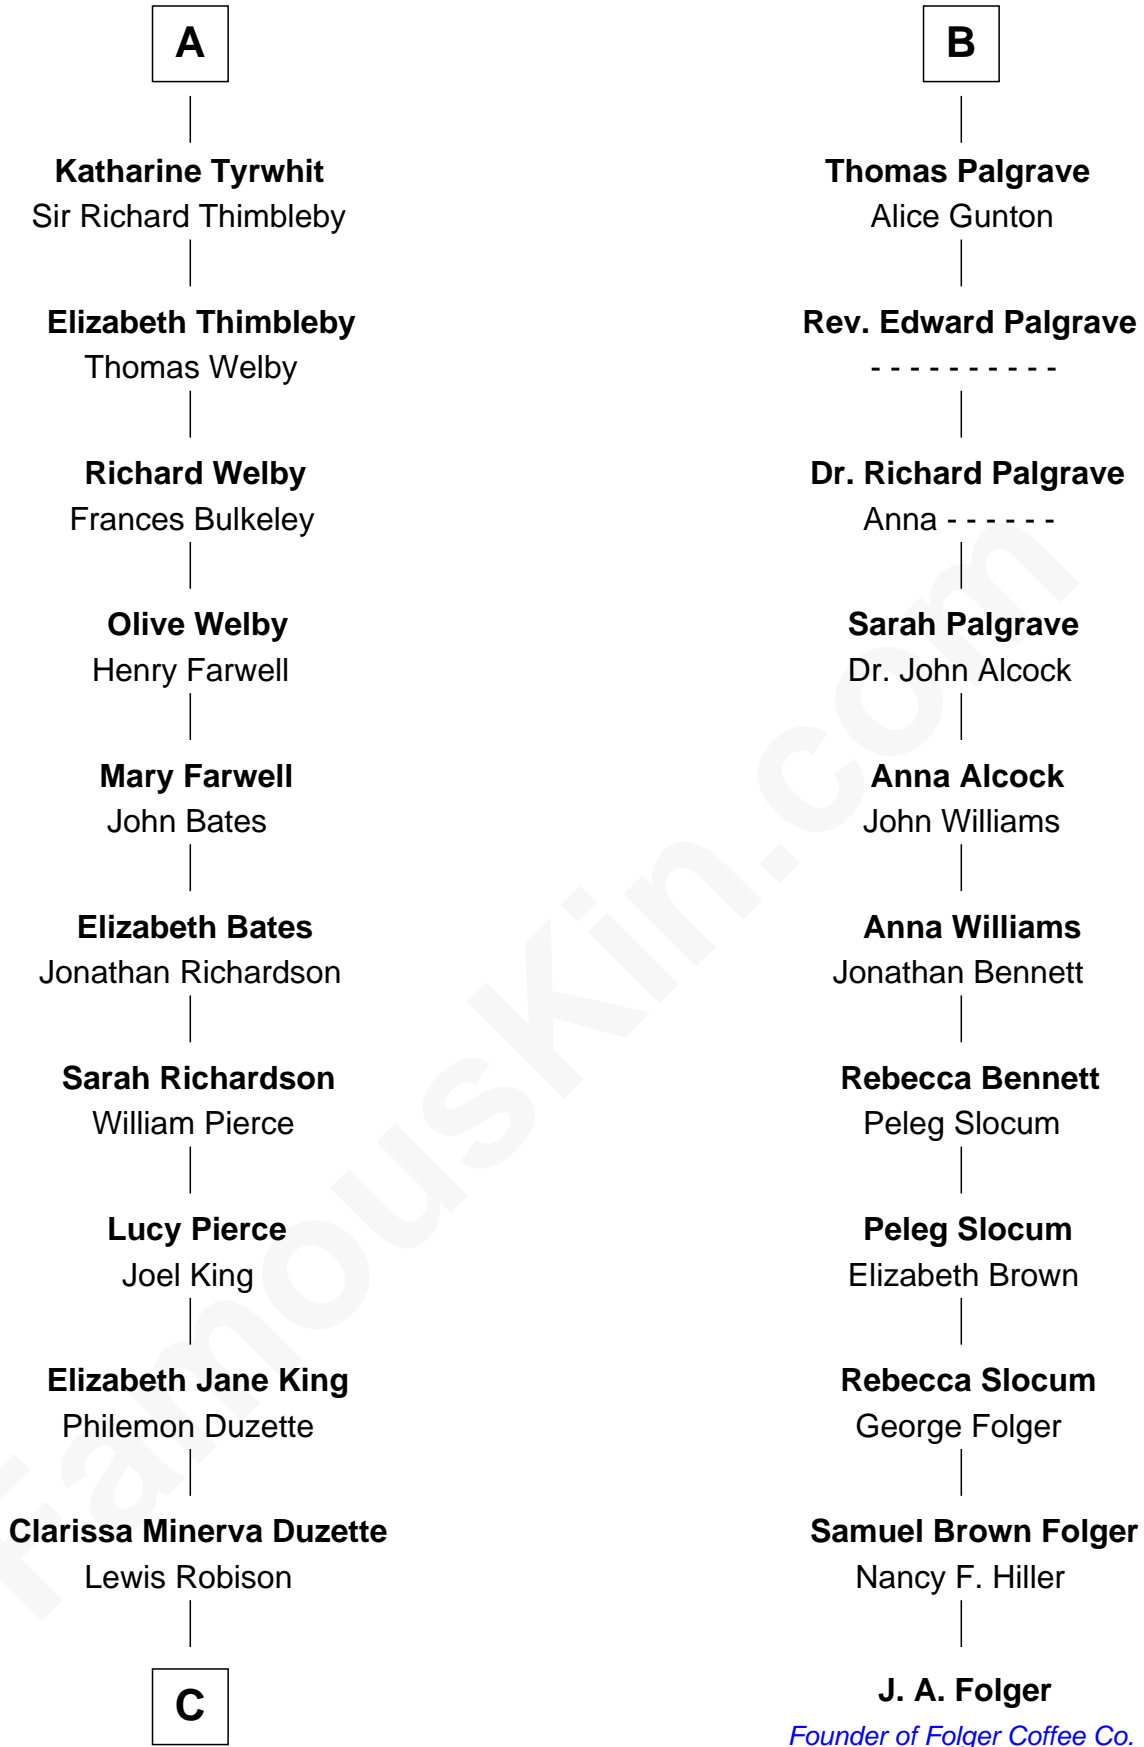 A
Katharine Tyrwhit
Sir Richard Thimbleby
Elizabeth Thimbleby
Thomas Welby
Richard Welby
Frances Bulkeley
Olive Welby
Henry Farwell
Mary Farwell
John Bates
Elizabeth Bates
Jonathan Richardson
Sarah Richardson
William Pierce
Lucy Pierce
Joel King
Elizabeth Jane King
Philemon Duzette
Clarissa Minerva Duzette
Lewis Robison
C
B
Thomas Palgrave
Alice Gunton
Rev. Edward Palgrave
- - - - - - - - - -
Dr. Richard Palgrave
Anna - - - - - -
Sarah Palgrave
Dr. John Alcock
Anna Alcock
John Williams
Anna Williams
Jonathan Bennett
Rebecca Bennett
Peleg Slocum
Peleg Slocum
Elizabeth Brown
Rebecca Slocum
George Folger
Samuel Brown Folger
Nancy F. Hiller
J. A. Folger
Founder of Folger Coffee Co.
FamousKin.com